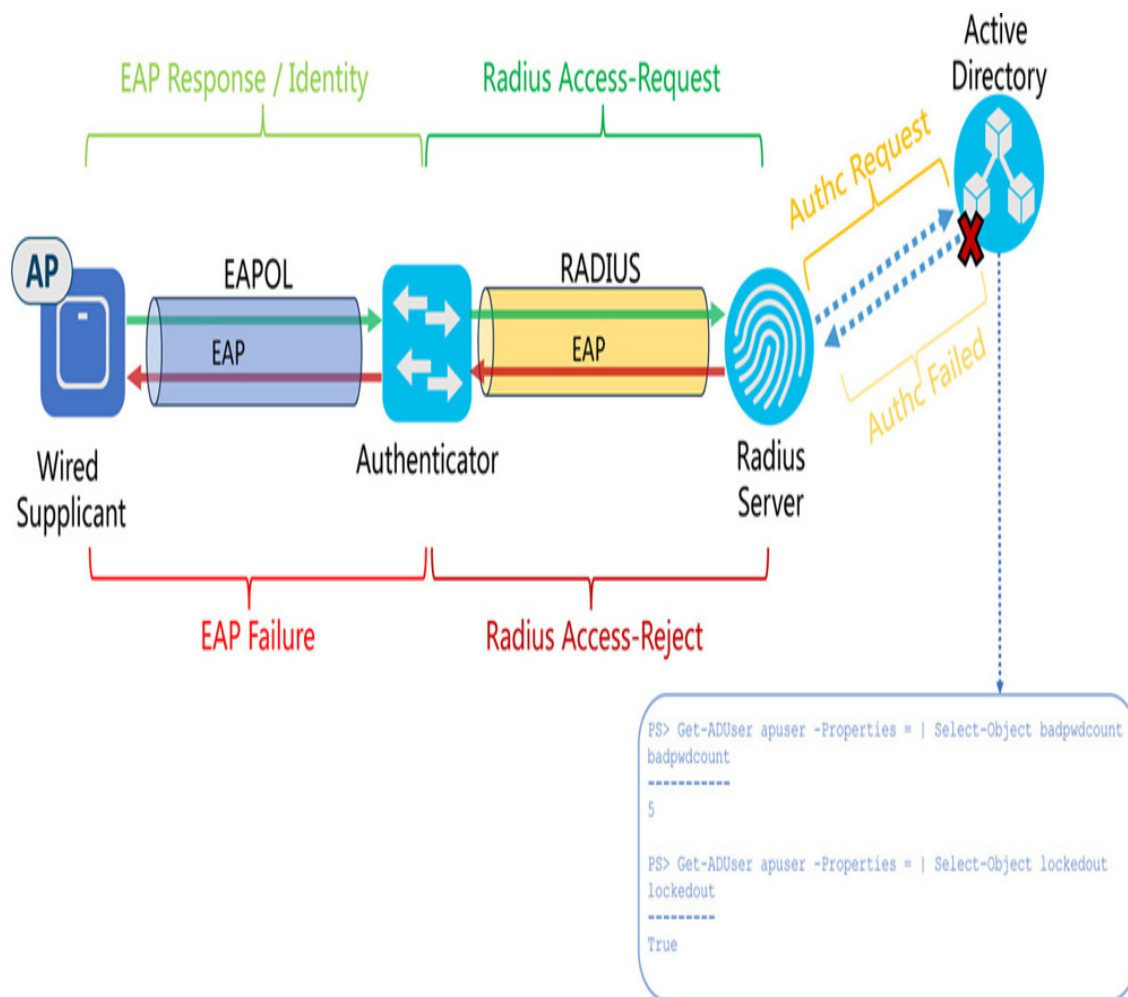 Active
Directory
EAP Response / Identity
Radius Access-Request
Authc Request
AP
EAPOL
RADIUS
EAP
EAP
Authc Failed
Wired
Supplicant
Authenticator
Radius
Server
EAP Failure
Radius Access-Reject
PS> Get-ADUser apuser -Properties = | Select-Object badpwdcount
badpwdcount
-----------
5
PS> Get-ADUser apuser -Properties = | Select-Object lockedout
lockedout
---------
True